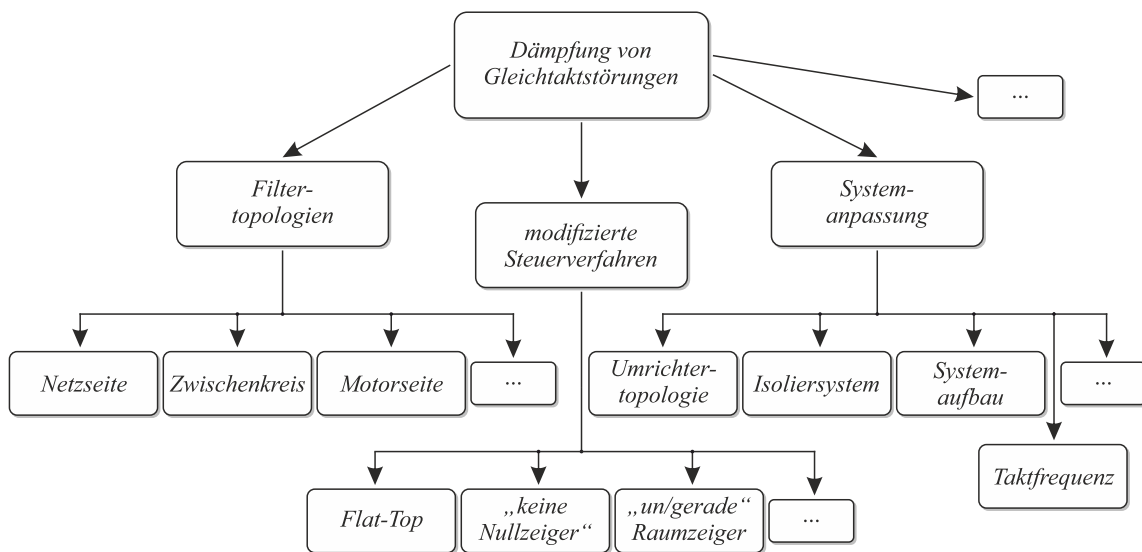 Dämpfung von
Gleichtaktstörungen
...
Filter-
topologien
modifizierte
Steuerverfahren
System-
anpassung
Netzseite
Zwischenkreis
Motorseite
...
Umrichter-
topologie
Isoliersystem
System-
aufbau
...
Taktfrequenz
Flat-Top
„keine
Nullzeiger“
„un/gerade“
Raumzeiger
...